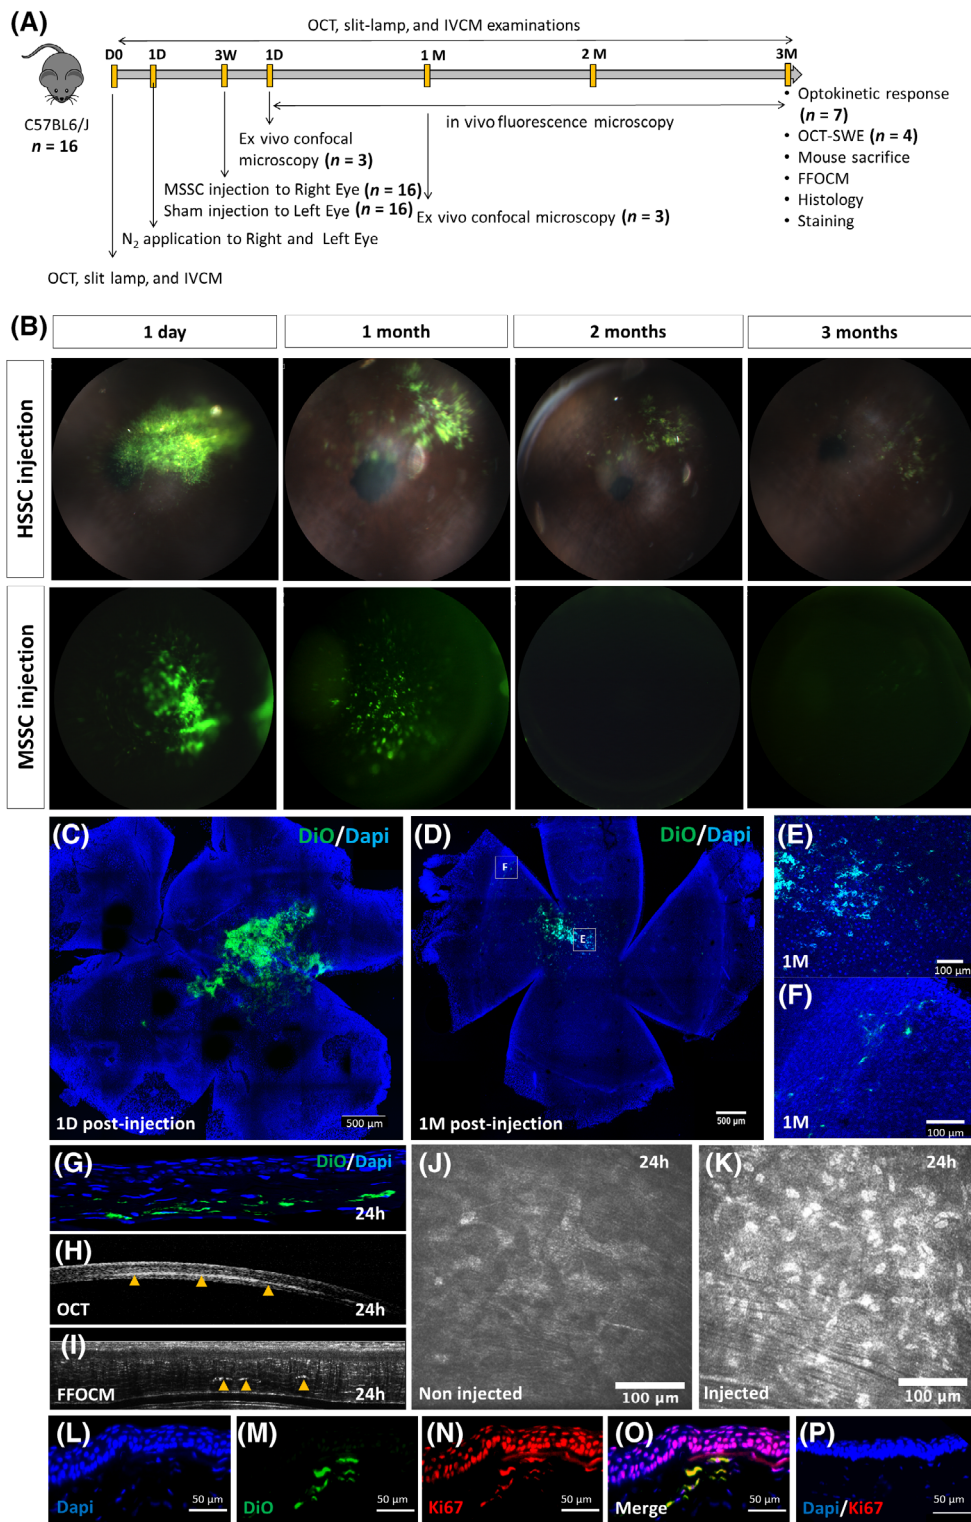 (A)
OCT, slit-lamp, and IVCM examinations
D0 1D 3W 1D 1 M 2 M 3M
C57BL6/J
n = 16
Ex vivo confocal
microscopy (n = 3)
in vivo fluorescence microscopy
• Optokinetic response
(n = 7)
• OCT-SWE (n = 4)
• Mouse sacrifice
• FFOCM
• Histology
• Staining
MSSC injection to Right Eye (n = 16)
Sham injection to Left Eye (n = 16)
Ex vivo confocal microscopy (n = 3)
N2 application to Right and Left Eye
OCT, slit lamp, and IVCM
(B)
1 day
1 month
2 months
3 months
HSSC injection
MSSC injection
(C)
DiO/Dapi
1D post-injection
500 µm
(D)
DiO/Dapi
F
E
1M post-injection
500 µm
(E)
1M
100 µm
(F)
1M
100 µm
(G)
DiO/Dapi
24h
(H)
OCT
24h
(I)
FFOCM
24h
(J)
24h
Non injected
100 µm
(K)
24h
Injected
100 µm
(L)
Dapi
50 µm
(M)
DiO
50 µm
(N)
Ki67
50 µm
(O)
Merge
50 µm
(P)
Dapi/Ki67
50 µm